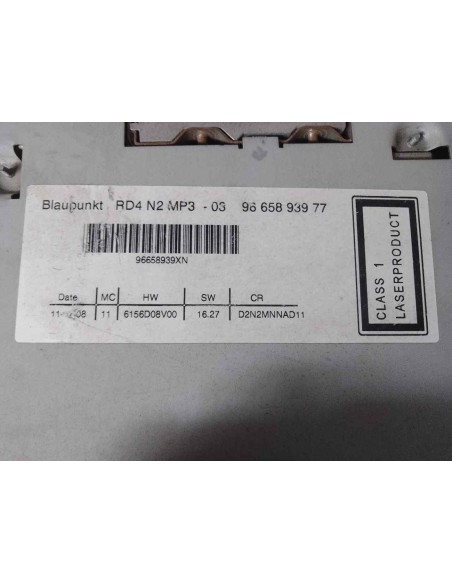 Blaupunkt RD4 N2 MP3 - 03 96 658 939 77
96658939XN
Date MC HW SW CR
11 6156D08V00 16.27 D2N2MNNAD11
CLASS 1
LASERPRODUCT